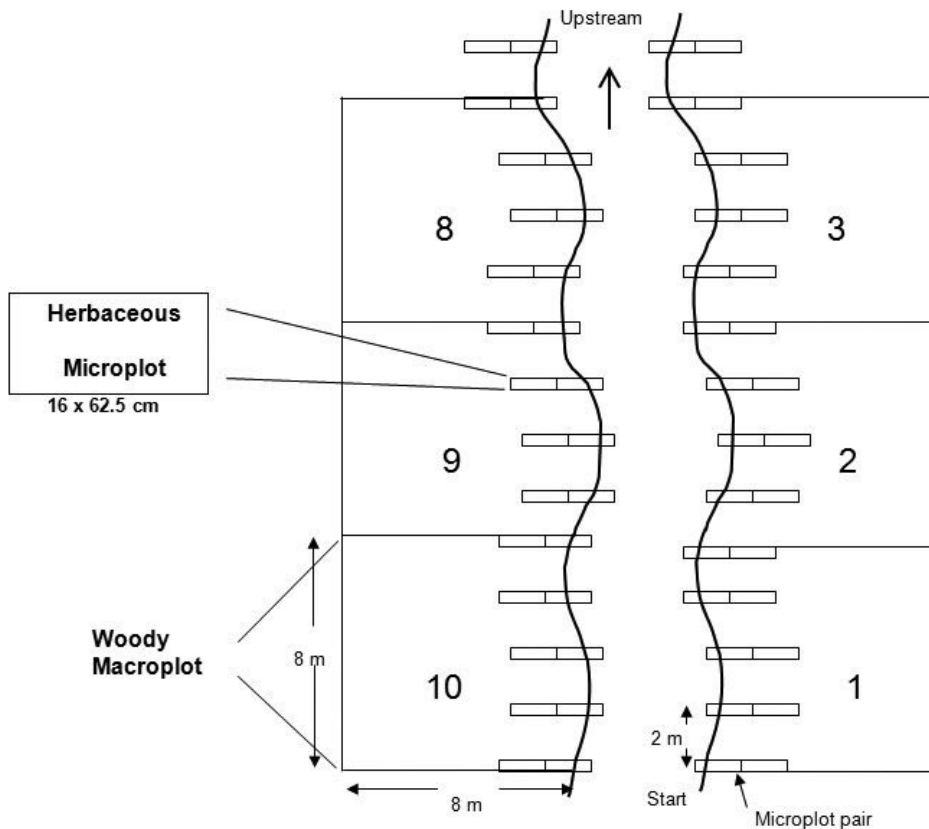 Upstream
8
3
Herbaceous
Microplot
16 x 62.5 cm
9
2
Woody
Macroplot
8 m
10
1
2 m
8 m
Start
Microplot pair